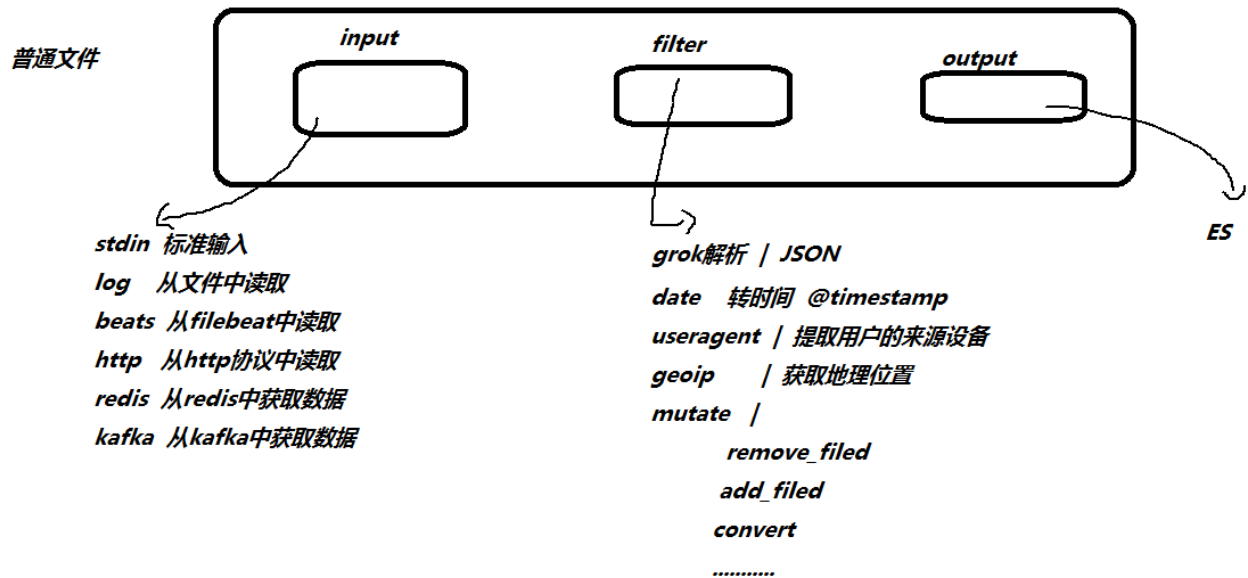 普通文件
input
filter
output
stdin 标准输入
log 从文件中读取
beats 从filebeat中读取
http 从http协议中读取
redis 从redis中获取数据
kafka 从kafka中获取数据
grok解析 | JSON
date 转时间 @timestamp
useragent | 提取用户的来源设备
geoip | 获取地理位置
mutate |
remove_filed
add_filed
convert
...........
ES